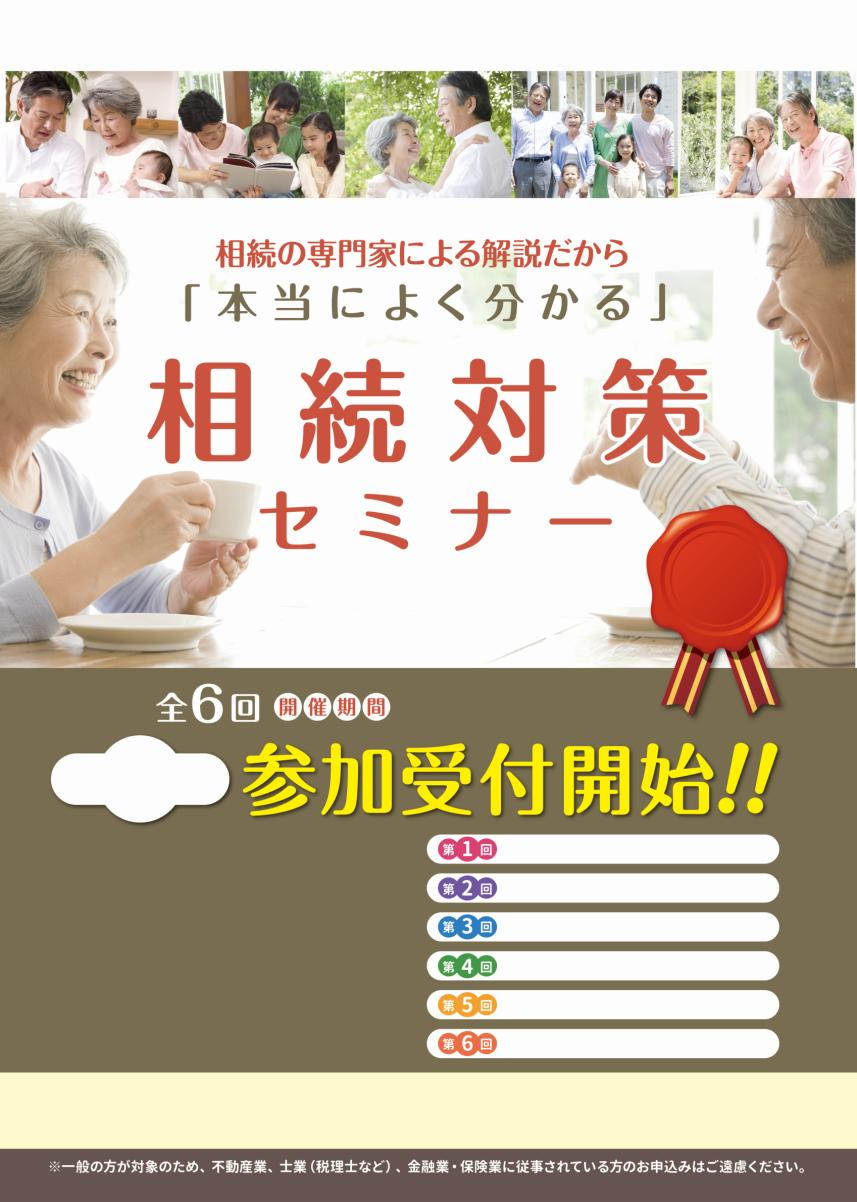 相続の専門家による解説だから
「本当によく分かる」
相続対策
セミナー
全6回 開催期間
参加受付開始!!
第1回
第2回
第3回
第4回
第5回
第6回
※一般の方が対象のため、不動産業、士業(税理士など)、金融業・保険業に従事されている方のお申込みはご遠慮ください。